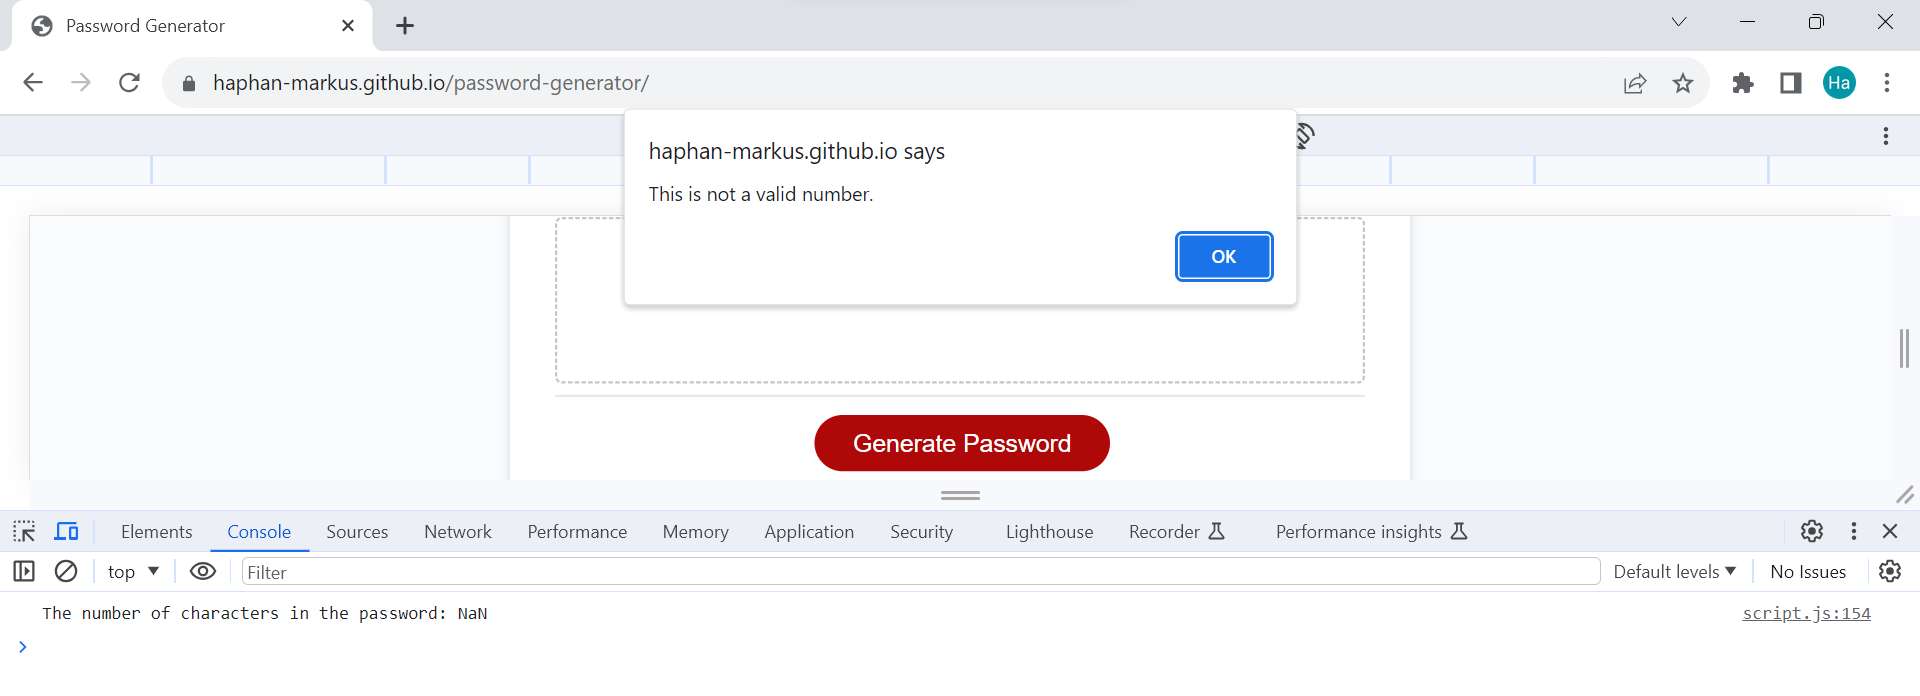 Password Generator
haphan-markus.github.io/password-generator/
Ha
haphan-markus.github.io says
This is not a valid number.
OK
Generate Password
Elements Console Sources Network Performance Memory Application Security Lighthouse Recorder Performance insights
top Filter Default levels No Issues
The number of characters in the password: NaN script.js:154